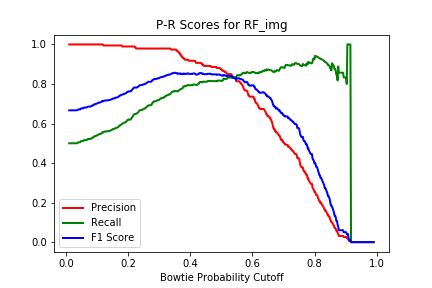 P-R Scores for RF_img
1.0
0.8
0.6
0.4
0.2
0.0
Precision
Recall
F1 Score
0.0 0.2 0.4 0.6 0.8 1.0
Bowtie Probability Cutoff